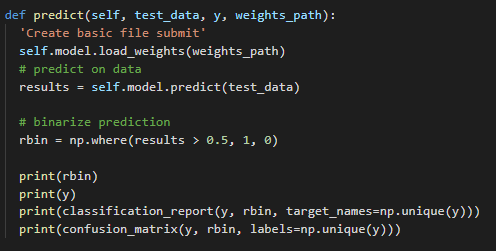 def predict(self, test_data, y, weights_path):
'Create basic file submit'
self.model.load_weights(weights_path)
# predict on data
results = self.model.predict(test_data)
# binarize prediction
rbin = np.where(results > 0.5, 1, 0)
print(rbin)
print(y)
print(classification_report(y, rbin, target_names=np.unique(y)))
print(confusion_matrix(y, rbin, labels=np.unique(y)))